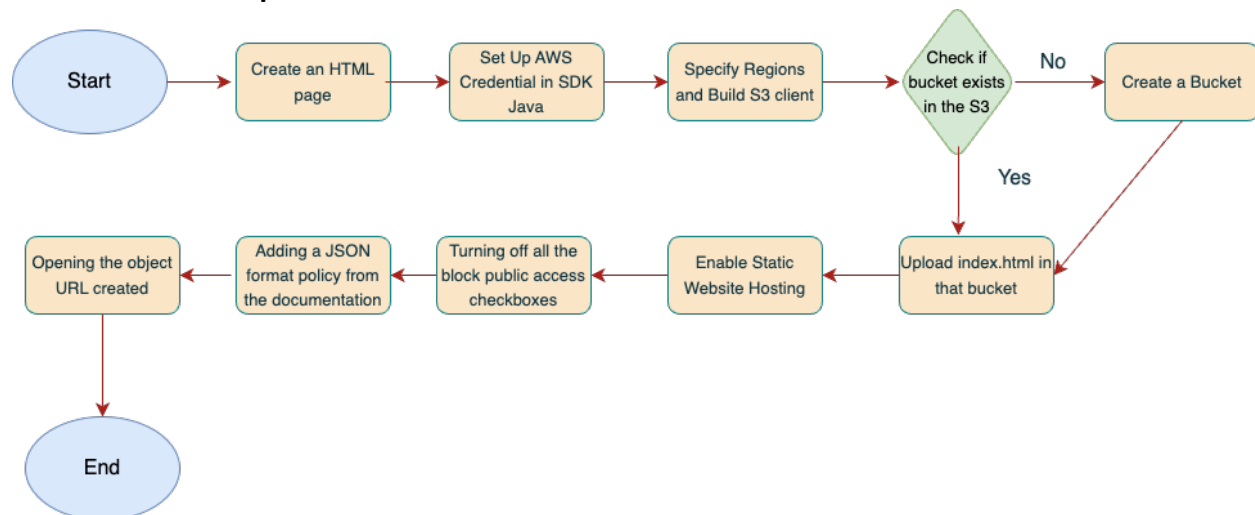 Start
Create an HTML
page
Set Up AWS
Credential in SDK
Java
Specify Regions
and Build S3 client
Check if
bucket exists
in the S3
No
Create a Bucket
Yes
Upload index.html in
that bucket
Enable Static
Website Hosting
Turning off all the
block public access
checkboxes
Adding a JSON
format policy from
the documentation
Opening the object
URL created
End